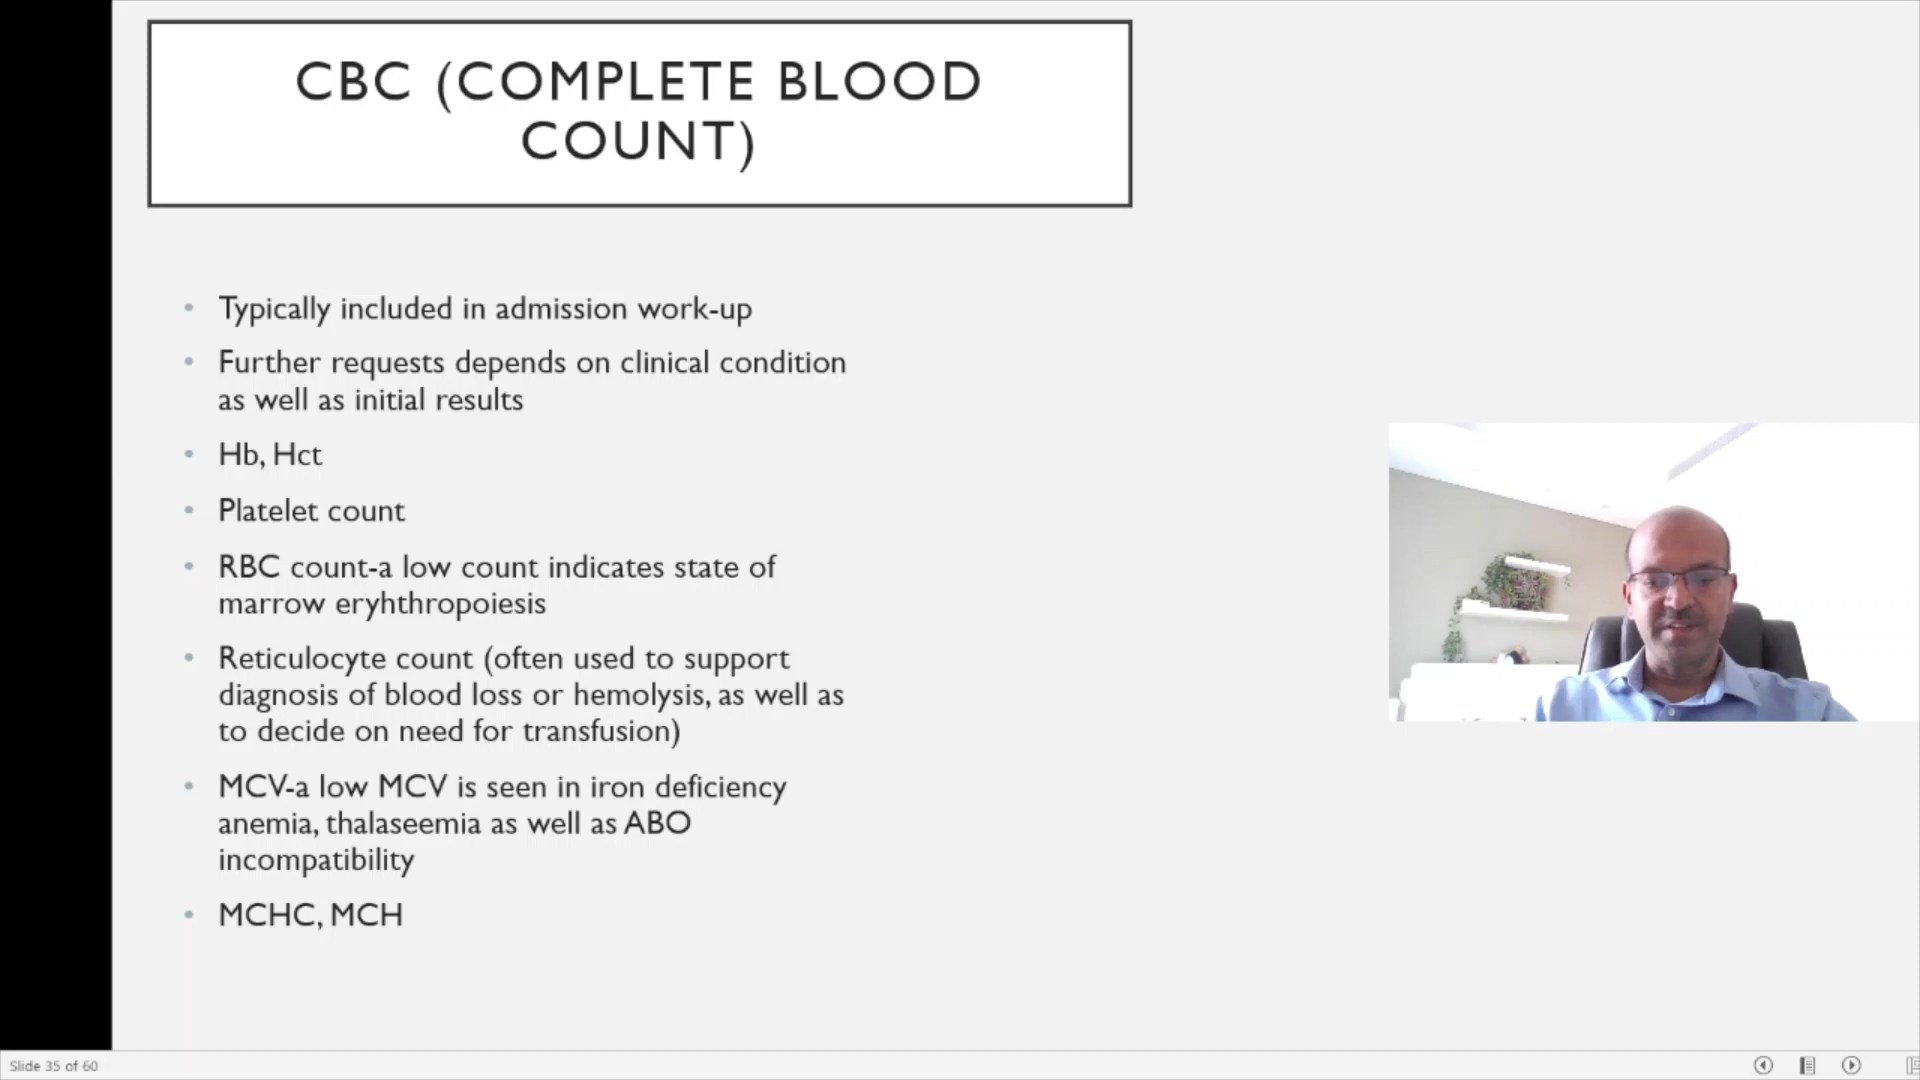 CBC (COMPLETE BLOOD
COUNT)
• Typically included in admission work-up
• Further requests depends on clinical condition
as well as initial results
• Hb, Hct
• Platelet count
• RBC count-a low count indicates state of
marrow eryhthropoiesis
• Reticulocyte count (often used to support
diagnosis of blood loss or hemolysis, as well as
to decide on need for transfusion)
• MCV-a low MCV is seen in iron deficiency
anemia, thalaseemia as well as ABO
incompatibility
• MCHC, MCH
Slide 35 of 60